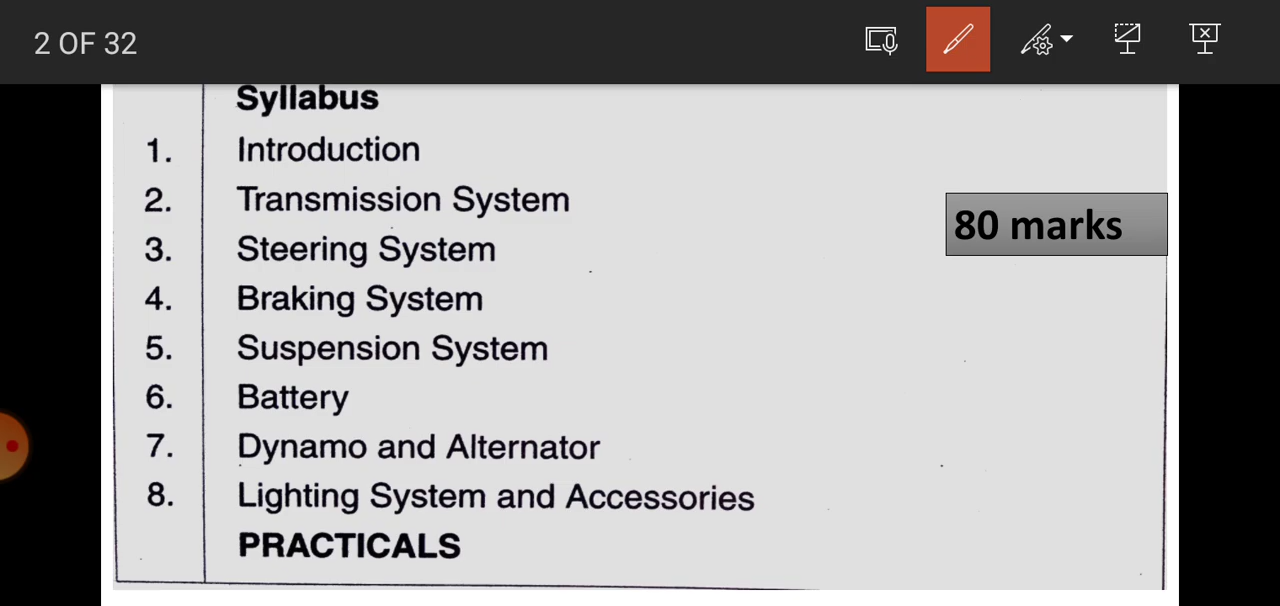 2 OF 32
Syllabus
1. Introduction
2. Transmission System
80 marks
3. Steering System
4. Braking System
5. Suspension System
6. Battery
7. Dynamo and Alternator
8. Lighting System and Accessories
PRACTICALS